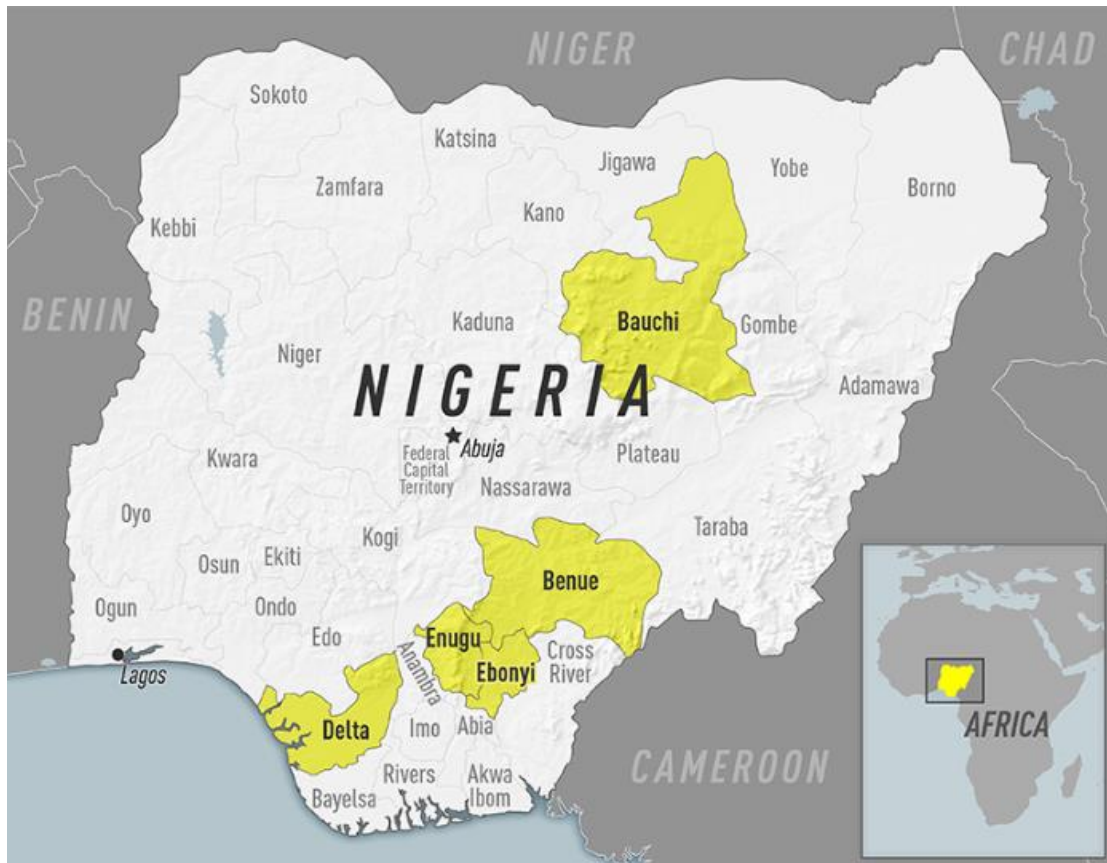 NIGER
CHAD
Sokoto
Katsina
Jigawa
Yobe
Zamfara
Borno
Kano
Kebbi
BENIN
Bauchi
Kaduna
Gombe
Niger
NIGERIA
Adamawa
Abuja
Federal
Capital
Territory
Plateau
Kwara
Nassarawa
Oyo
Taraba
Kogi
Osun
Ekiti
Benue
Ogun
Ondo
Edo
Enugu
Anambra
Ebonyi
Cross
River
Lagos
Delta
Imo
Abia
AFRICA
Rivers
Akwa
Ibom
Bayelsa
CAMEROON